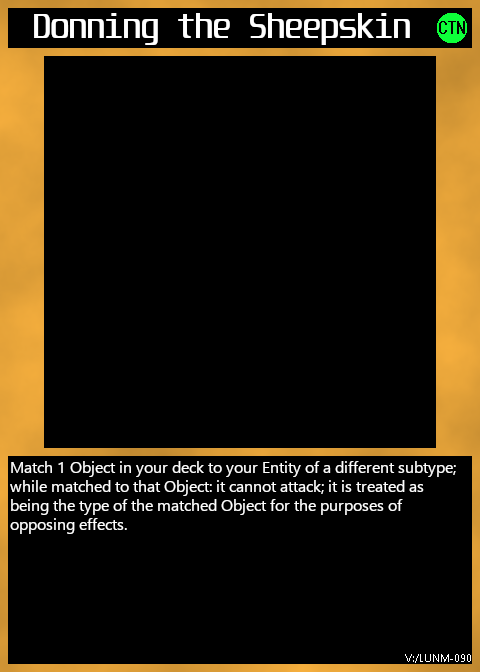 Donning the Sheepskin
CTN
Match 1 Object in your deck to your Entity of a different subtype;
while matched to that Object: it cannot attack; it is treated as
being the type of the matched Object for the purposes of
opposing effects.
V:/LUNM-090